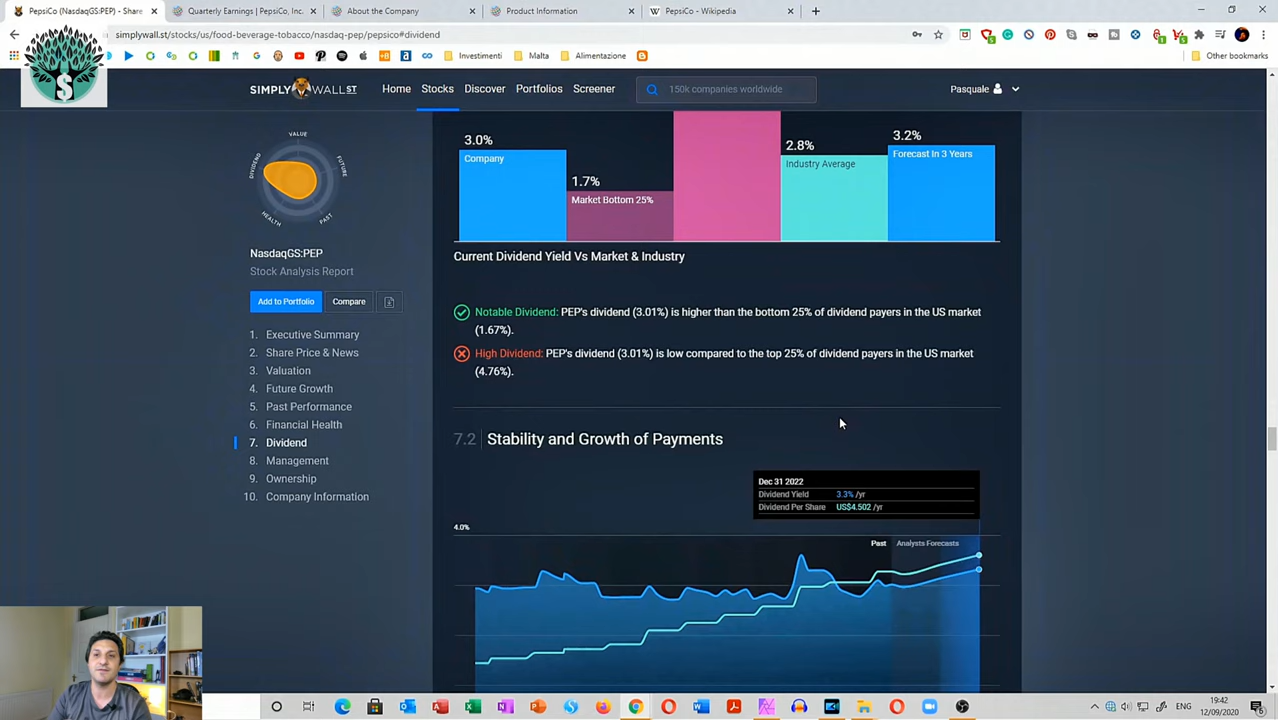 PepsiCo (NasdaqGS:PEP) - Share
Quarterly Earnings | PepsiCo, Inc.
About the Company
Product Information
PepsiCo - Wikipedia
simplywall.st/stocks/us/food-beverage-tobacco/nasdaq-pep/pepsico#dividend
Investimenti
Malta
Alimentazione
Other bookmarks
$
SIMPLY WALL ST
Home
Stocks
Discover
Portfolios
Screener
150k companies worldwide
Pasquale
VALUE
FUTURE
PAST
HEALTH
DIVIDEND
NasdaqGS:PEP
Stock Analysis Report
Add to Portfolio
Compare
1. Executive Summary
2. Share Price & News
3. Valuation
4. Future Growth
5. Past Performance
6. Financial Health
7. Dividend
8. Management
9. Ownership
10. Company Information
3.0%
Company
1.7%
Market Bottom 25%
2.8%
Industry Average
3.2%
Forecast In 3 Years
Current Dividend Yield Vs Market & Industry
Notable Dividend: PEP's dividend (3.01%) is higher than the bottom 25% of dividend payers in the US market
(1.67%).
High Dividend: PEP's dividend (3.01%) is low compared to the top 25% of dividend payers in the US market
(4.76%).
7.2 Stability and Growth of Payments
Dec 31 2022
Dividend Yield 3.3% /yr
Dividend Per Share US$4.502 /yr
4.0%
Past
Analysts Forecasts
ENG
19:42
12/09/2020